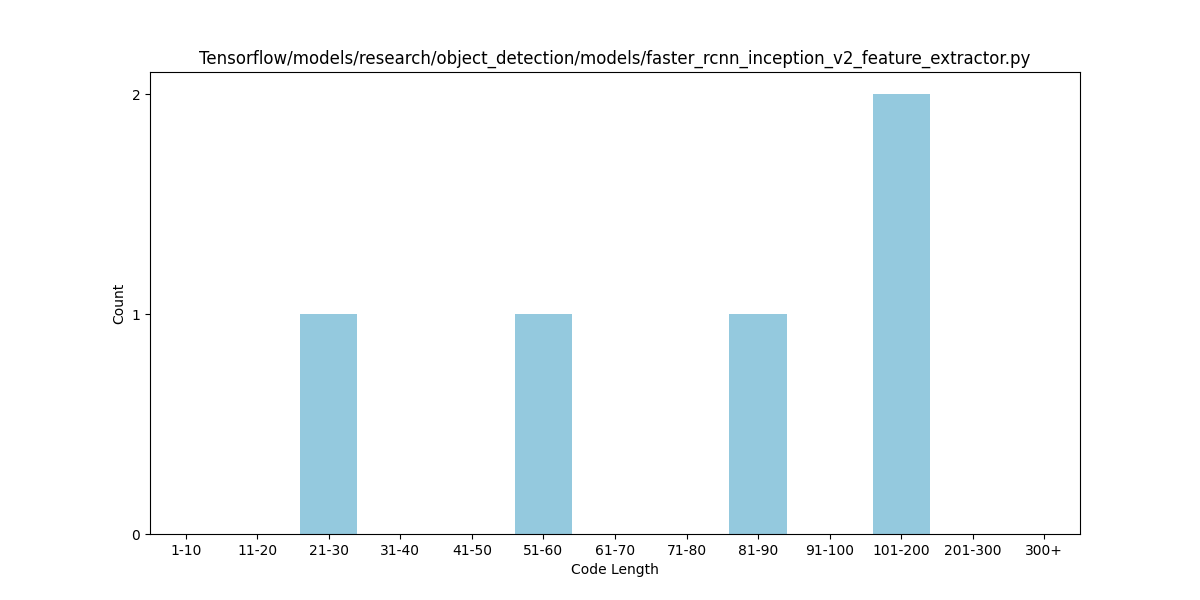 Tensorflow/models/research/object_detection/models/faster_rcnn_inception_v2_feature_extractor.py
2
1
0
Count
1-10 11-20 21-30 31-40 41-50 51-60 61-70 71-80 81-90 91-100 101-200 201-300 300+
Code Length